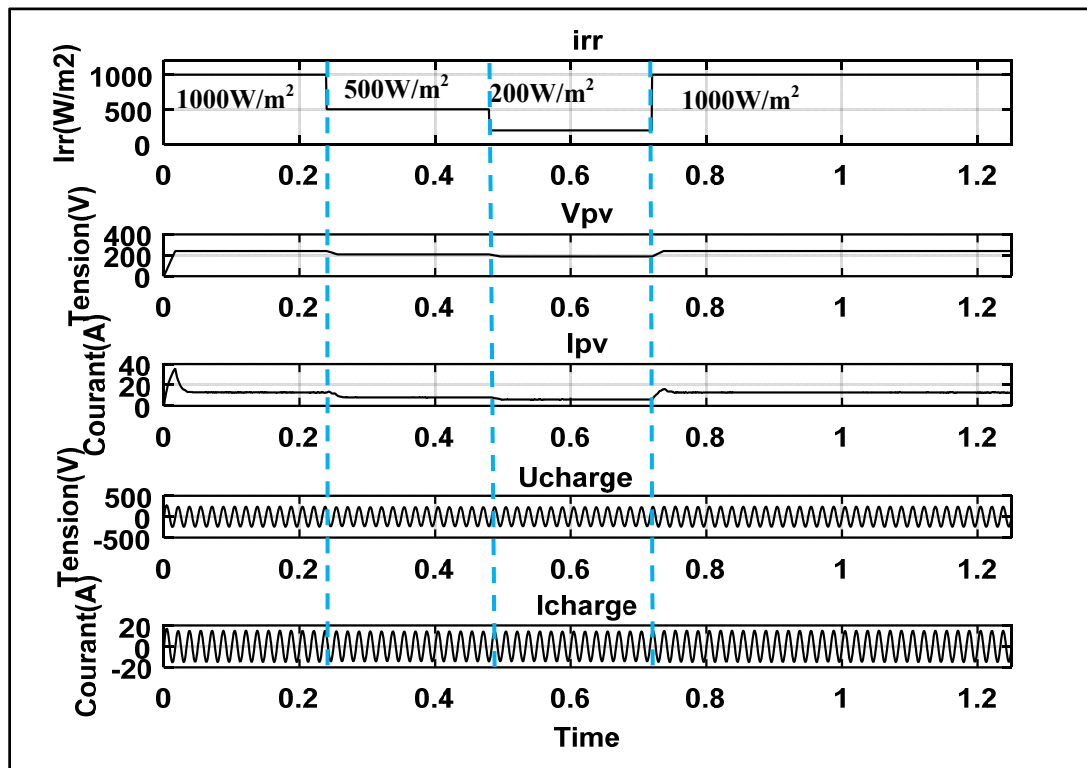 irr
Irr(W/m2)
1000
500
0
1000W/m²
500W/m²
200W/m²
1000W/m²
0 0.2 0.4 0.6 0.8 1 1.2
Vpv
Tension(V)
400
200
0
0 0.2 0.4 0.6 0.8 1 1.2
Ipv
Courant(A)
40
20
0
0 0.2 0.4 0.6 0.8 1 1.2
Ucharge
Tension(V)
500
0
-500
0 0.2 0.4 0.6 0.8 1 1.2
Icharge
Courant(A)
20
0
-20
0 0.2 0.4 0.6 0.8 1 1.2
Time